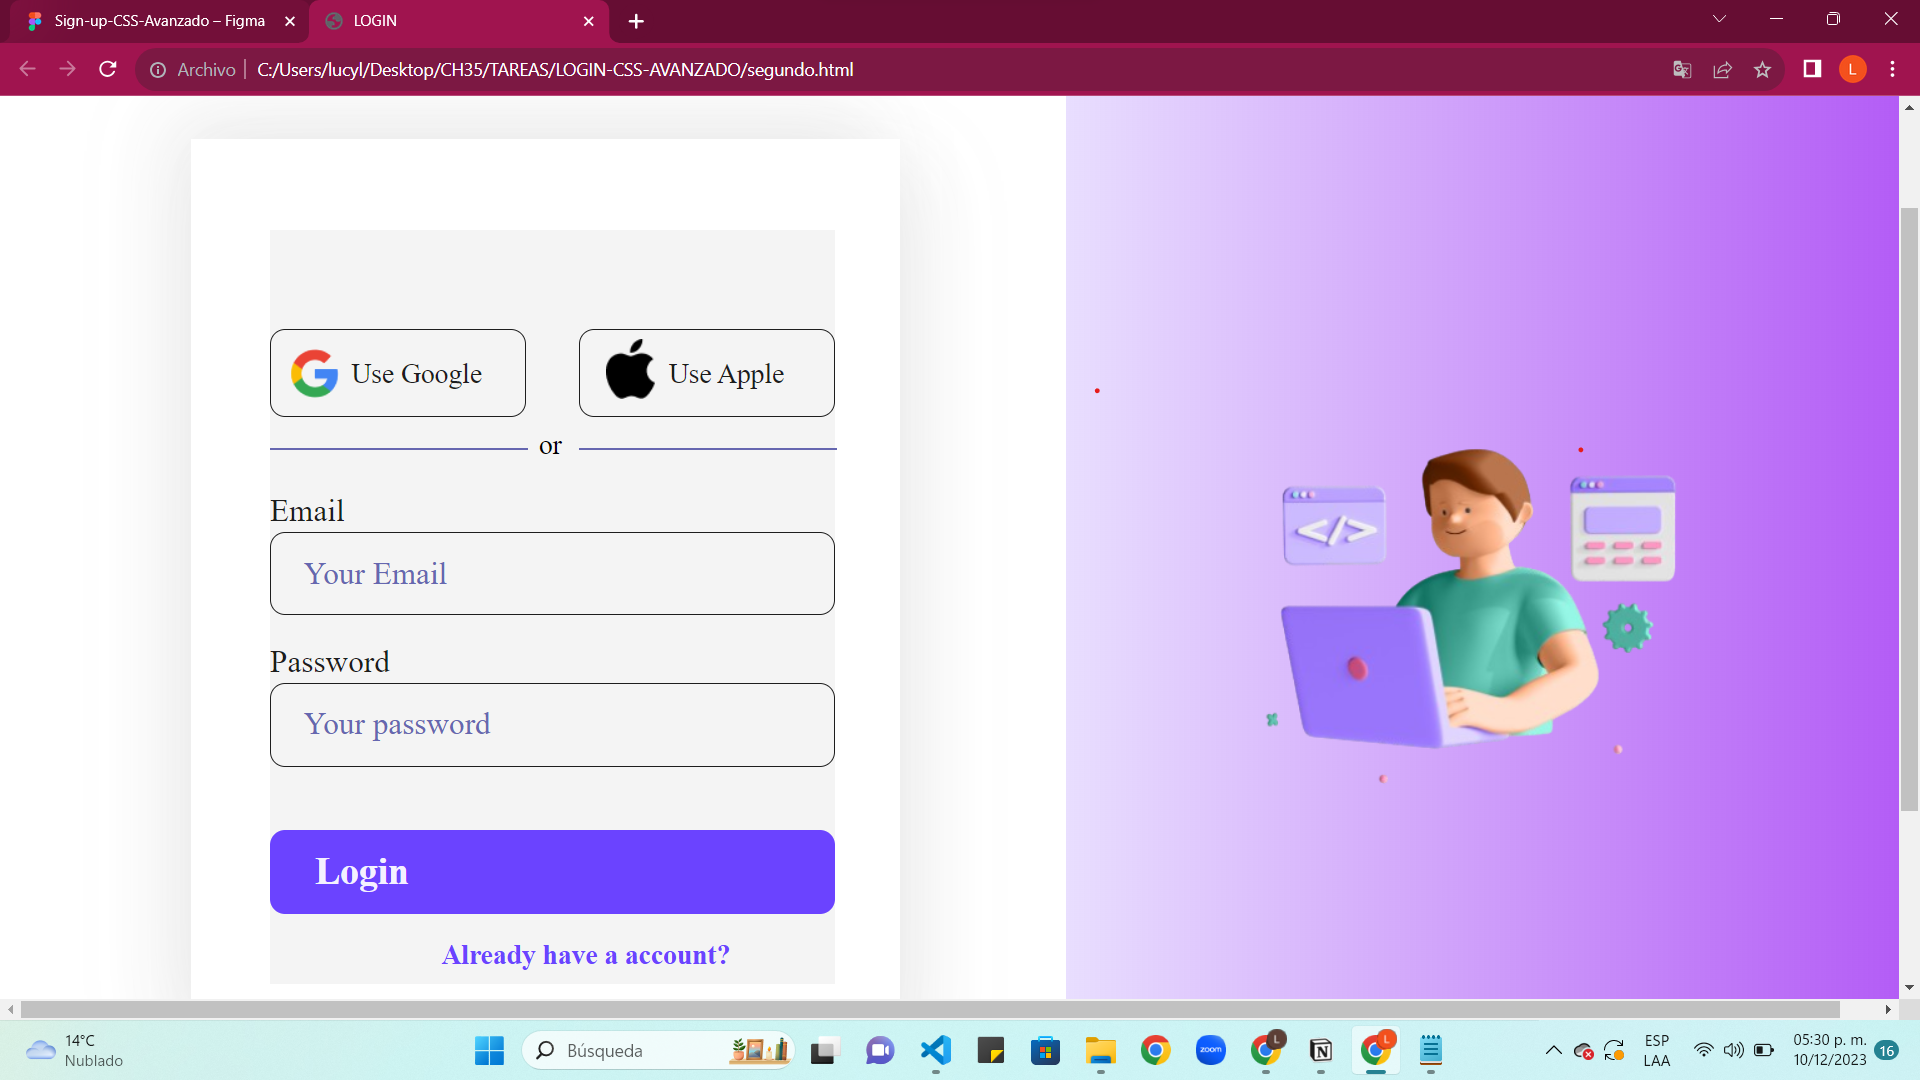 Sign-up-CSS-Avanzado – Figma
LOGIN
Archivo
C:/Users/lucyl/Desktop/CH35/TAREAS/LOGIN-CSS-AVANZADO/segundo.html
L
Use Google
Use Apple
or
Email
Your Email
Password
Your password
Login
Already have a account?
</>
14°C
Nublado
Búsqueda
zoom
L
L
ESP
LAA
05:30 p. m.
10/12/2023
16